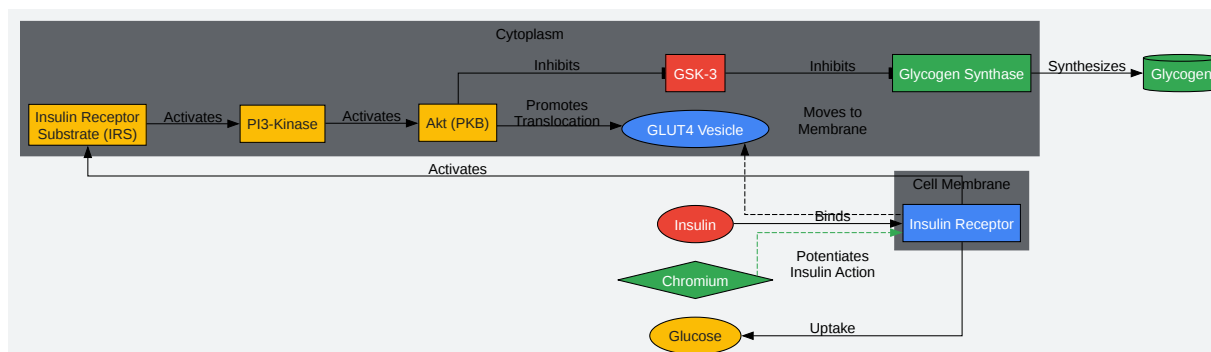 Cytoplasm
Inhibits
GSK-3
Inhibits
Glycogen Synthase
Synthesizes
Glycogen
Insulin Receptor
Substrate (IRS)
Activates
PI3-Kinase
Activates
Akt (PKB)
Promotes
Translocation
GLUT4 Vesicle
Moves to
Membrane
Activates
Cell Membrane
Insulin
Binds
Insulin Receptor
Potentiates
Insulin Action
Chromium
Glucose
Uptake